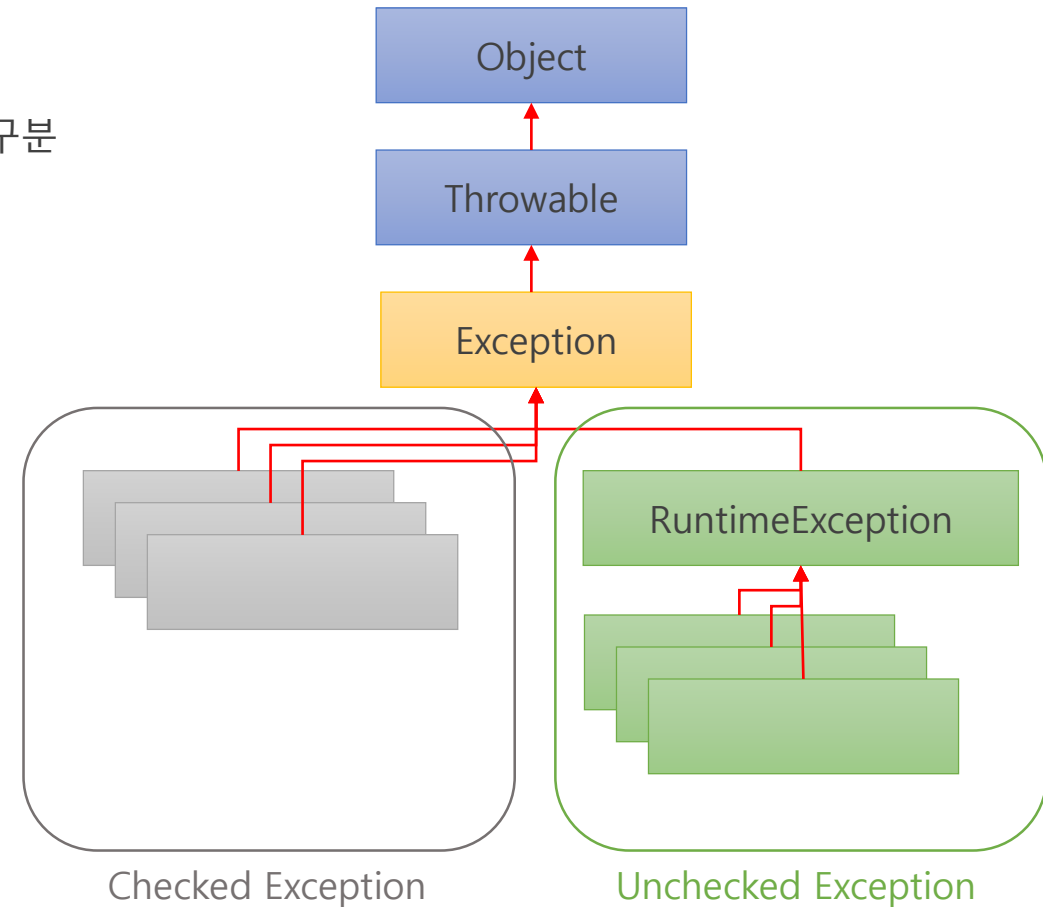 Object
구분
Throwable
Exception
RuntimeException
Checked Exception
Unchecked Exception